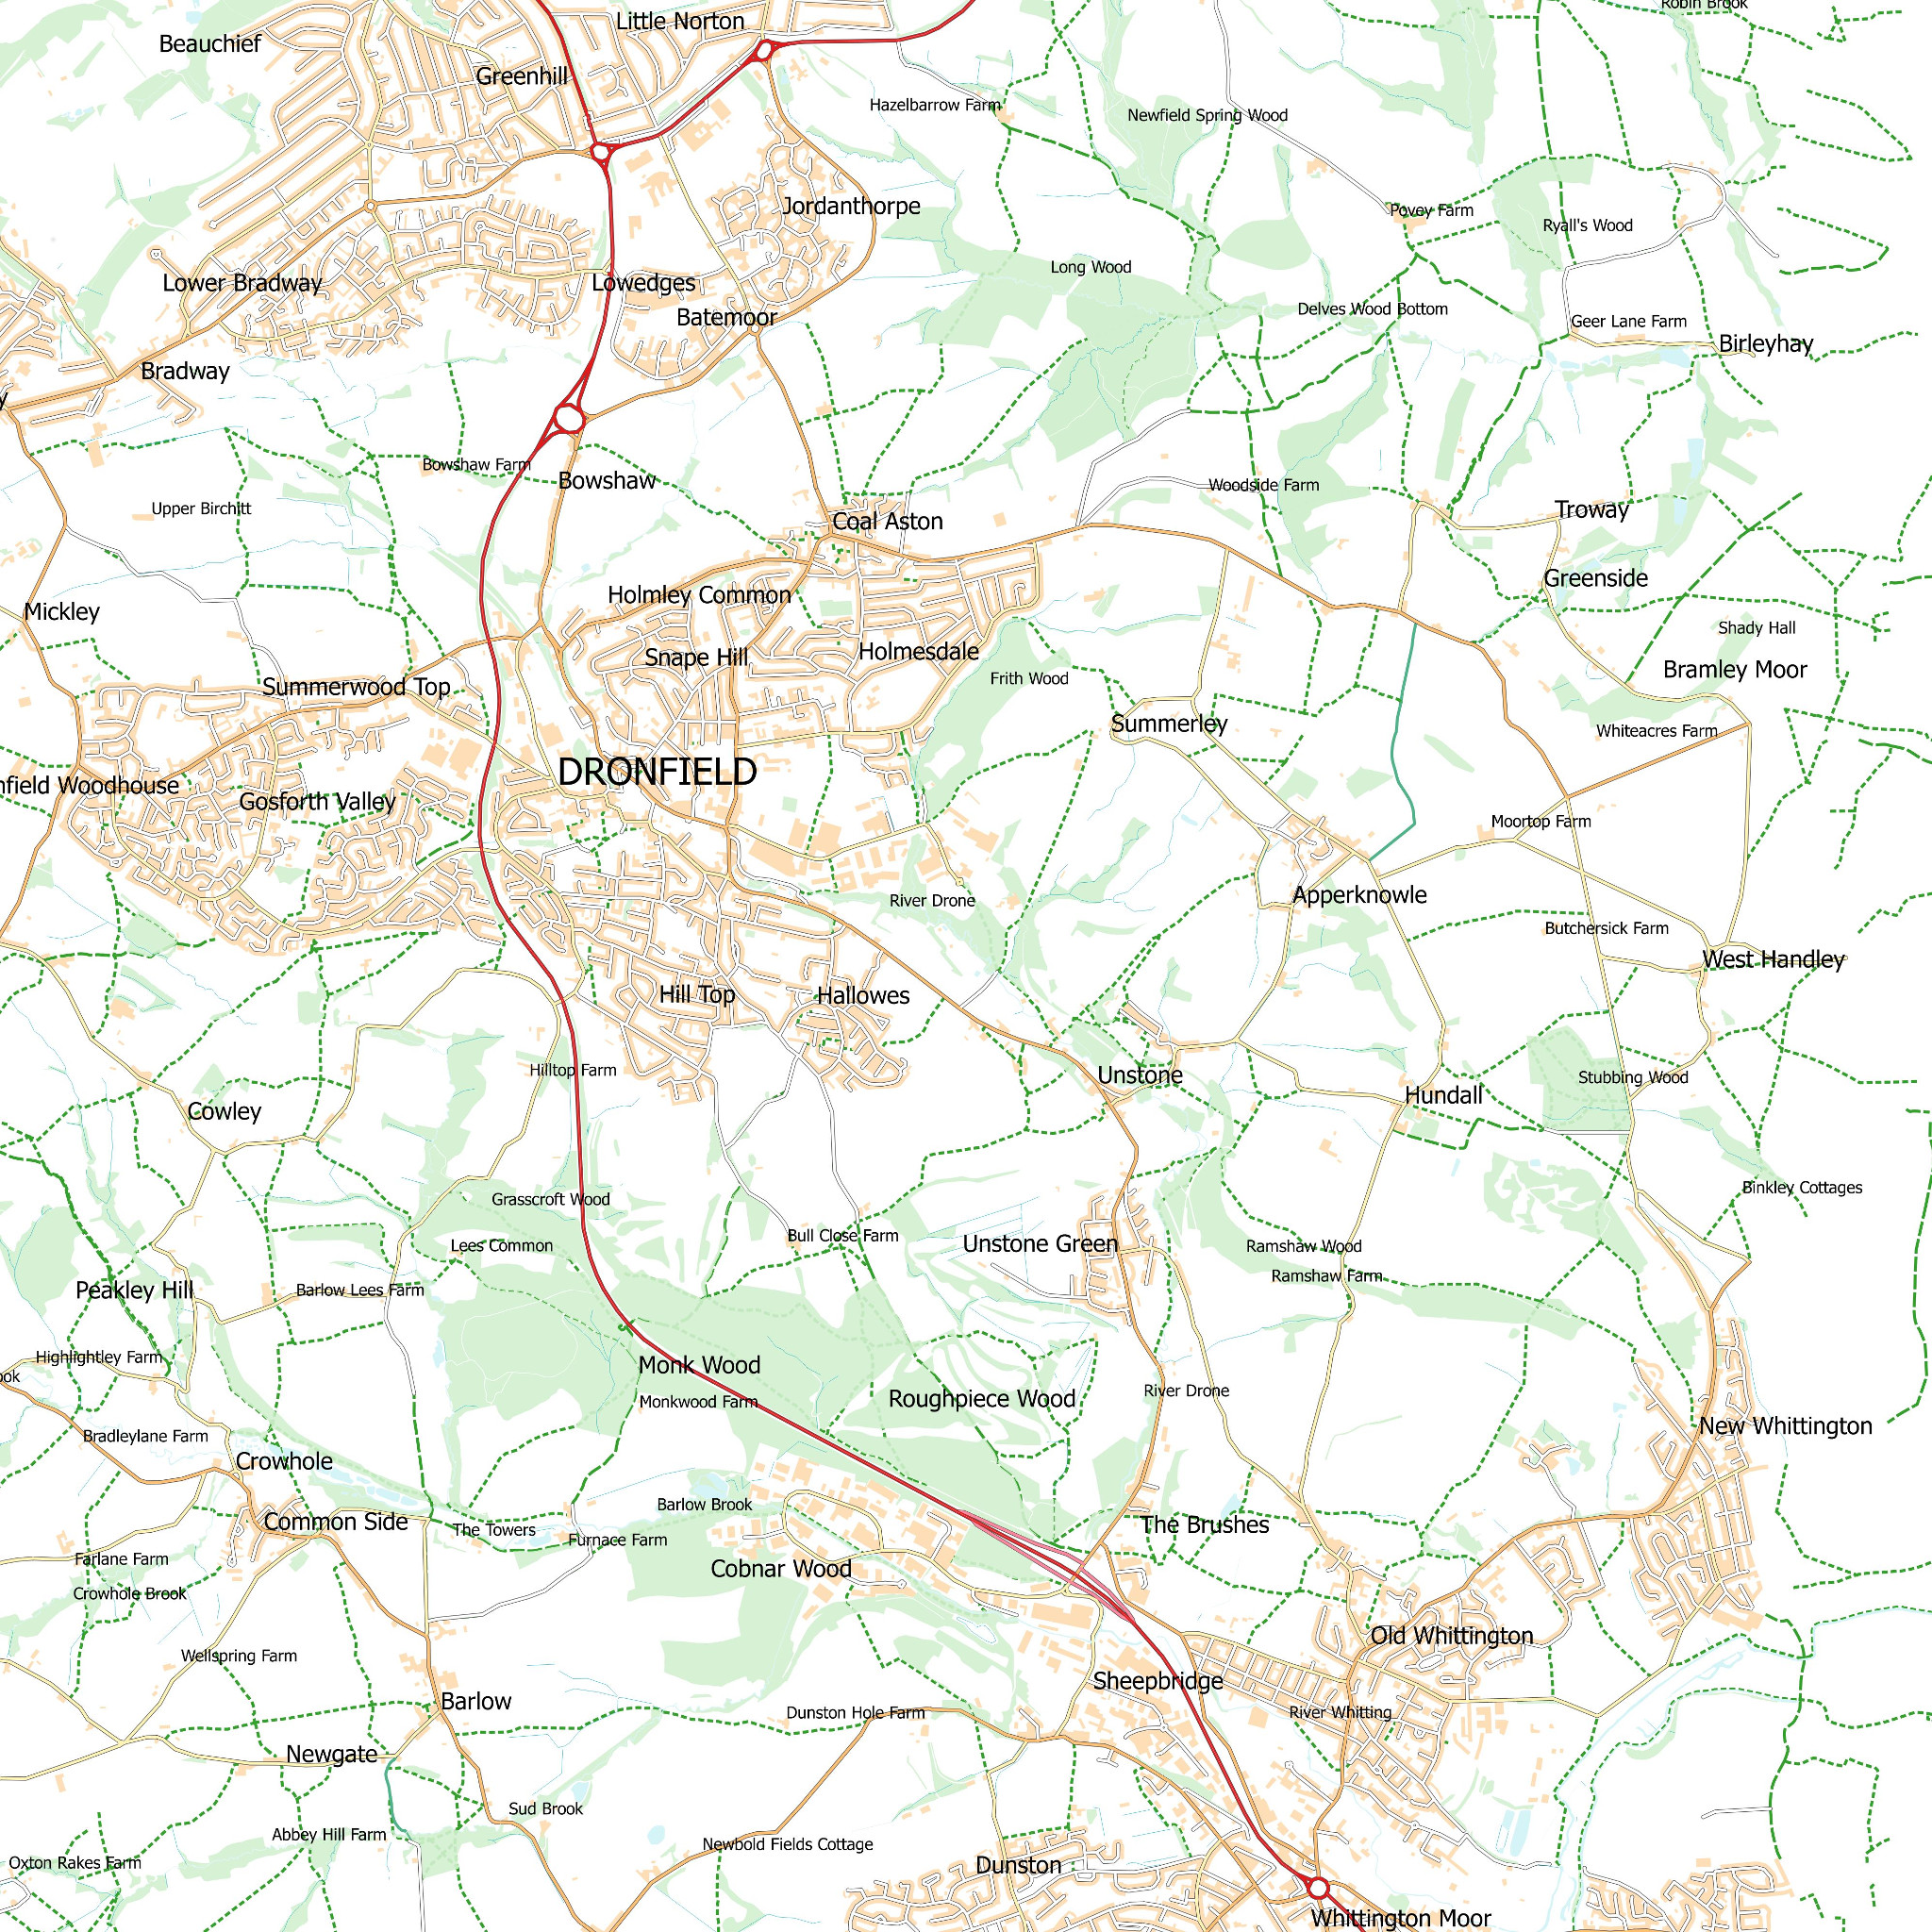 Robin Brook
Little Norton
Beauchief
Greenhill
Hazelbarrow Farm
Newfield Spring Wood
Jordanthorpe
Povey Farm
Ryall's Wood
Long Wood
Lower Bradway
Lowedges
Delves Wood Bottom
Batemoor
Geer Lane Farm
Birleyhay
Bradway
y
Bowshaw Farm
Bowshaw
Woodside Farm
Upper Birchitt
Troway
Coal Aston
Greenside
Holmley Common
Mickley
Shady Hall
Holmesdale
Snape Hill
Bramley Moor
Frith Wood
Summerwood Top
Summerley
Whiteacres Farm
DRONFIELD
nfield Woodhouse
Gosforth Valley
Moortop Farm
Apperknowle
River Drone
Butchersick Farm
West Handley
Hill Top
Hallowes
Hilltop Farm
Unstone
Stubbing Wood
Hundall
Cowley
Binkley Cottages
Grasscroft Wood
Bull Close Farm
Unstone Green
Lees Common
Ramshaw Wood
Ramshaw Farm
Peakley Hill
Barlow Lees Farm
Highlightley Farm
Monk Wood
ook
River Drone
Roughpiece Wood
Monkwood Farm
New Whittington
Bradleylane Farm
Crowhole
Barlow Brook
Common Side
The Towers
The Brushes
Furnace Farm
Farlane Farm
Cobnar Wood
Crowhole Brook
Old Whittington
Wellspring Farm
Sheepbridge
Barlow
Dunston Hole Farm
River Whitting
Newgate
Sud Brook
Abbey Hill Farm
Newbold Fields Cottage
Oxton Rakes Farm
Dunston
Whittington Moor